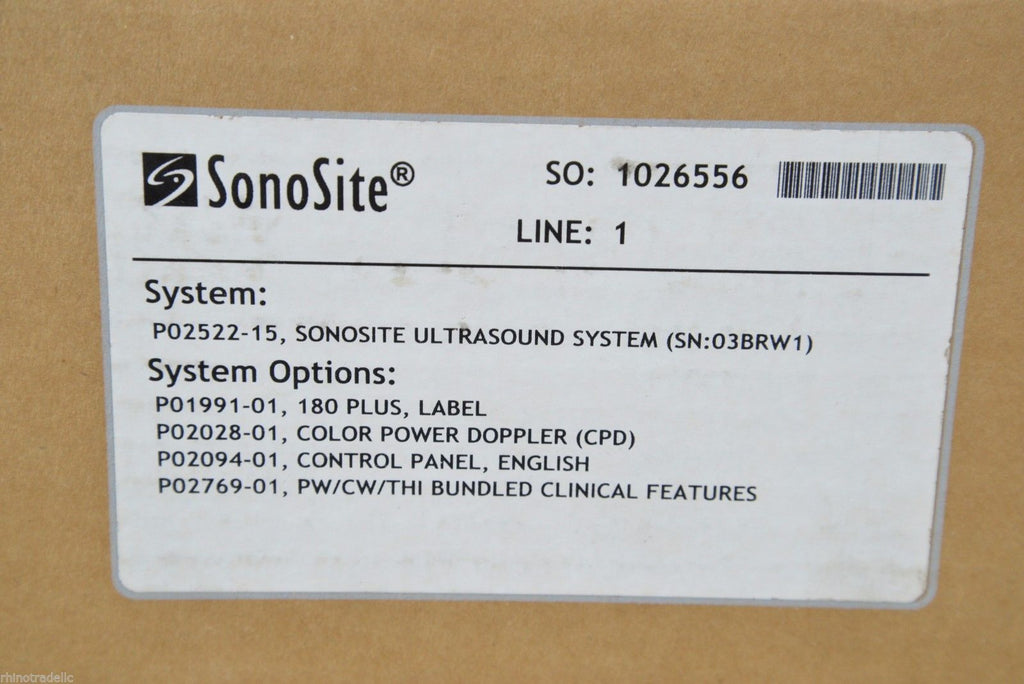 SonoSite®
SO: 1026556
LINE: 1
System:
P02522-15, SONOSITE ULTRASOUND SYSTEM (SN:03BRW1)
System Options:
P01991-01, 180 PLUS, LABEL
P02028-01, COLOR POWER DOPPLER (CPD)
P02094-01, CONTROL PANEL, ENGLISH
P02769-01, PW/CW/THI BUNDLED CLINICAL FEATURES
rhinotradellc